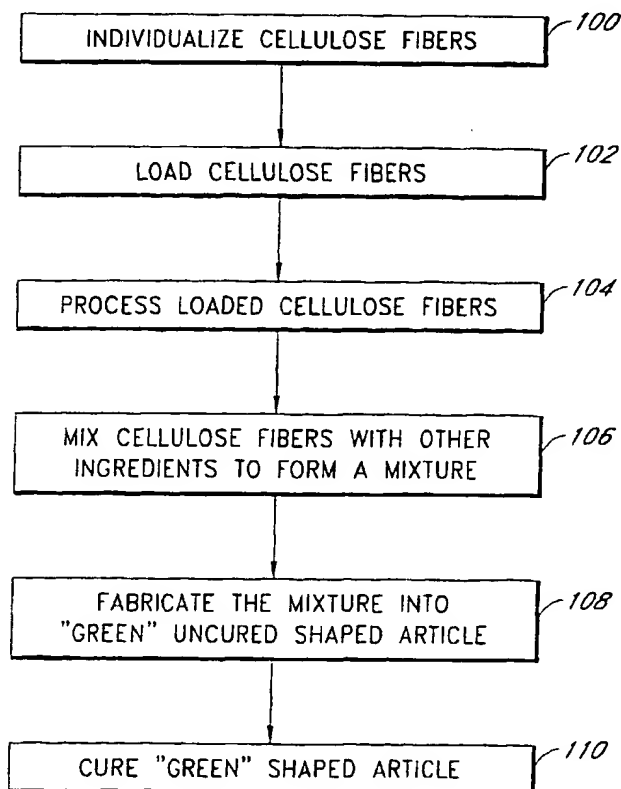 INDIVIDUALIZE CELLULOSE FIBERS
100
LOAD CELLULOSE FIBERS
102
PROCESS LOADED CELLULOSE FIBERS
104
MIX CELLULOSE FIBERS WITH OTHER
INGREDIENTS TO FORM A MIXTURE
106
FABRICATE THE MIXTURE INTO
"GREEN" UNCURED SHAPED ARTICLE
108
CURE "GREEN" SHAPED ARTICLE
110